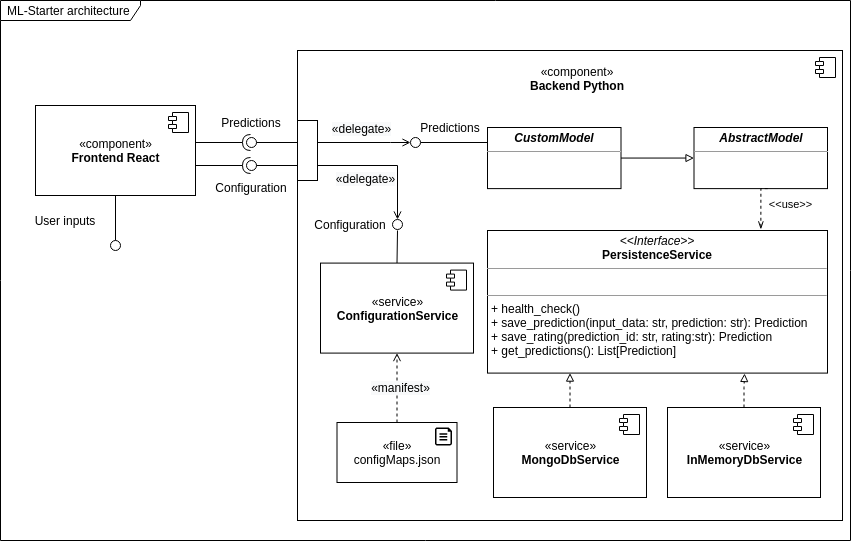 ML-Starter architecture
«component»
Backend Python
«component»
Frontend React
Predictions
Configuration
User inputs
«delegate»
Predictions
«delegate»
Configuration
CustomModel
AbstractModel
<<use>>
<<Interface>>
PersistenceService
+ health_check()
+ save_prediction(input_data: str, prediction: str): Prediction
+ save_rating(prediction_id: str, rating:str): Prediction
+ get_predictions(): List[Prediction]
«service»
ConfigurationService
«manifest»
«file»
configMaps.json
«service»
MongoDbService
«service»
InMemoryDbService